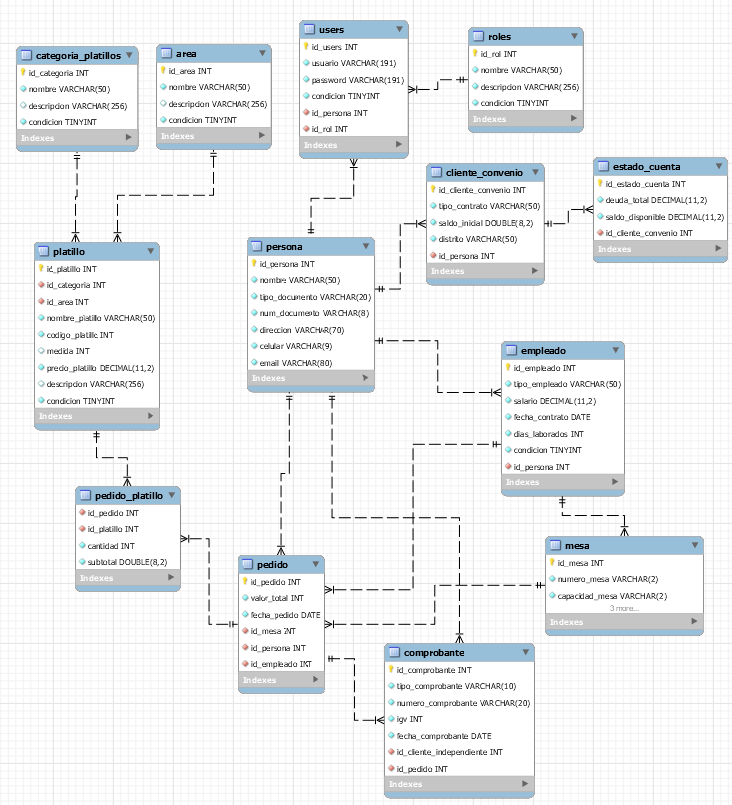 categoria_platillos
id_categoria INT
nombre VARCHAR(50)
descripcion VARCHAR(256)
condicion TINYINT
Indexes
area
id_area INT
nombre VARCHAR(50)
descripcion VARCHAR(256)
condicion TINYINT
Indexes
users
id_users INT
usuario VARCHAR(191)
password VARCHAR(191)
condicion TINYINT
id_persona INT
id_rol INT
Indexes
roles
id_rol INT
nombre VARCHAR(50)
descripcion VARCHAR(256)
condicion TINYINT
Indexes
cliente_convenio
id_cliente_convenio INT
tipo_contrato VARCHAR(50)
saldo_inicial DOUBLE(8,2)
distrito VARCHAR(50)
id_persona INT
Indexes
estado_cuenta
id_estado_cuenta INT
deuda_total DECIMAL(11,2)
saldo_disponible DECIMAL(11,2)
id_cliente_convenio INT
Indexes
platillo
id_platillo INT
id_categoria INT
id_area INT
nombre_platillo VARCHAR(50)
codigo_platillo INT
medida INT
precio_platillo DECIMAL(11,2)
descripcion VARCHAR(256)
condicion TINYINT
Indexes
persona
id_persona INT
nombre VARCHAR(50)
tipo_documento VARCHAR(20)
num_documento VARCHAR(8)
direccion VARCHAR(70)
celular VARCHAR(9)
email VARCHAR(80)
Indexes
empleado
id_empleado INT
tipo_empleado VARCHAR(50)
salario DECIMAL(11,2)
fecha_contrato DATE
dias_laborados INT
condicion TINYINT
id_persona INT
Indexes
pedido_platillo
id_pedido INT
id_platillo INT
cantidad INT
subtotal DOUBLE(8,2)
Indexes
pedido
id_pedido INT
valor_total INT
fecha_pedido DATE
id_mesa INT
id_persona INT
id_empleado INT
Indexes
mesa
id_mesa INT
numero_mesa VARCHAR(2)
capacidad_mesa VARCHAR(2)
3 more...
Indexes
comprobante
id_comprobante INT
tipo_comprobante VARCHAR(10)
numero_comprobante VARCHAR(20)
igv INT
fecha_comprobante DATE
id_cliente_independiente INT
id_pedido INT
Indexes